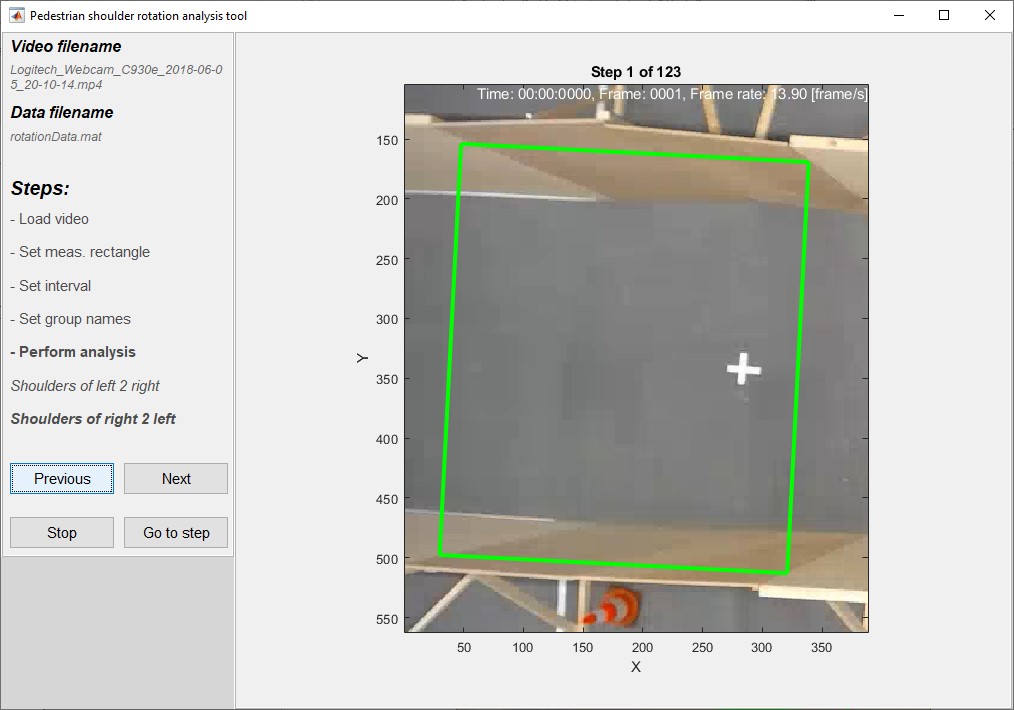 Pedestrian shoulder rotation analysis tool
Video filename
Logitech_Webcam_C930e_2018-06-0
5_20-10-14.mp4
Data filename
rotationData.mat
Steps:
- Load video
- Set meas. rectangle
- Set interval
- Set group names
- Perform analysis
Shoulders of left 2 right
Shoulders of right 2 left
Previous
Next
Stop
Go to step
Step 1 of 123
Time: 00:00:0000, Frame: 0001, Frame rate: 13.90 [frame/s]
150
200
250
300
350
400
450
500
550
Y
50
100
150
200
250
300
350
X